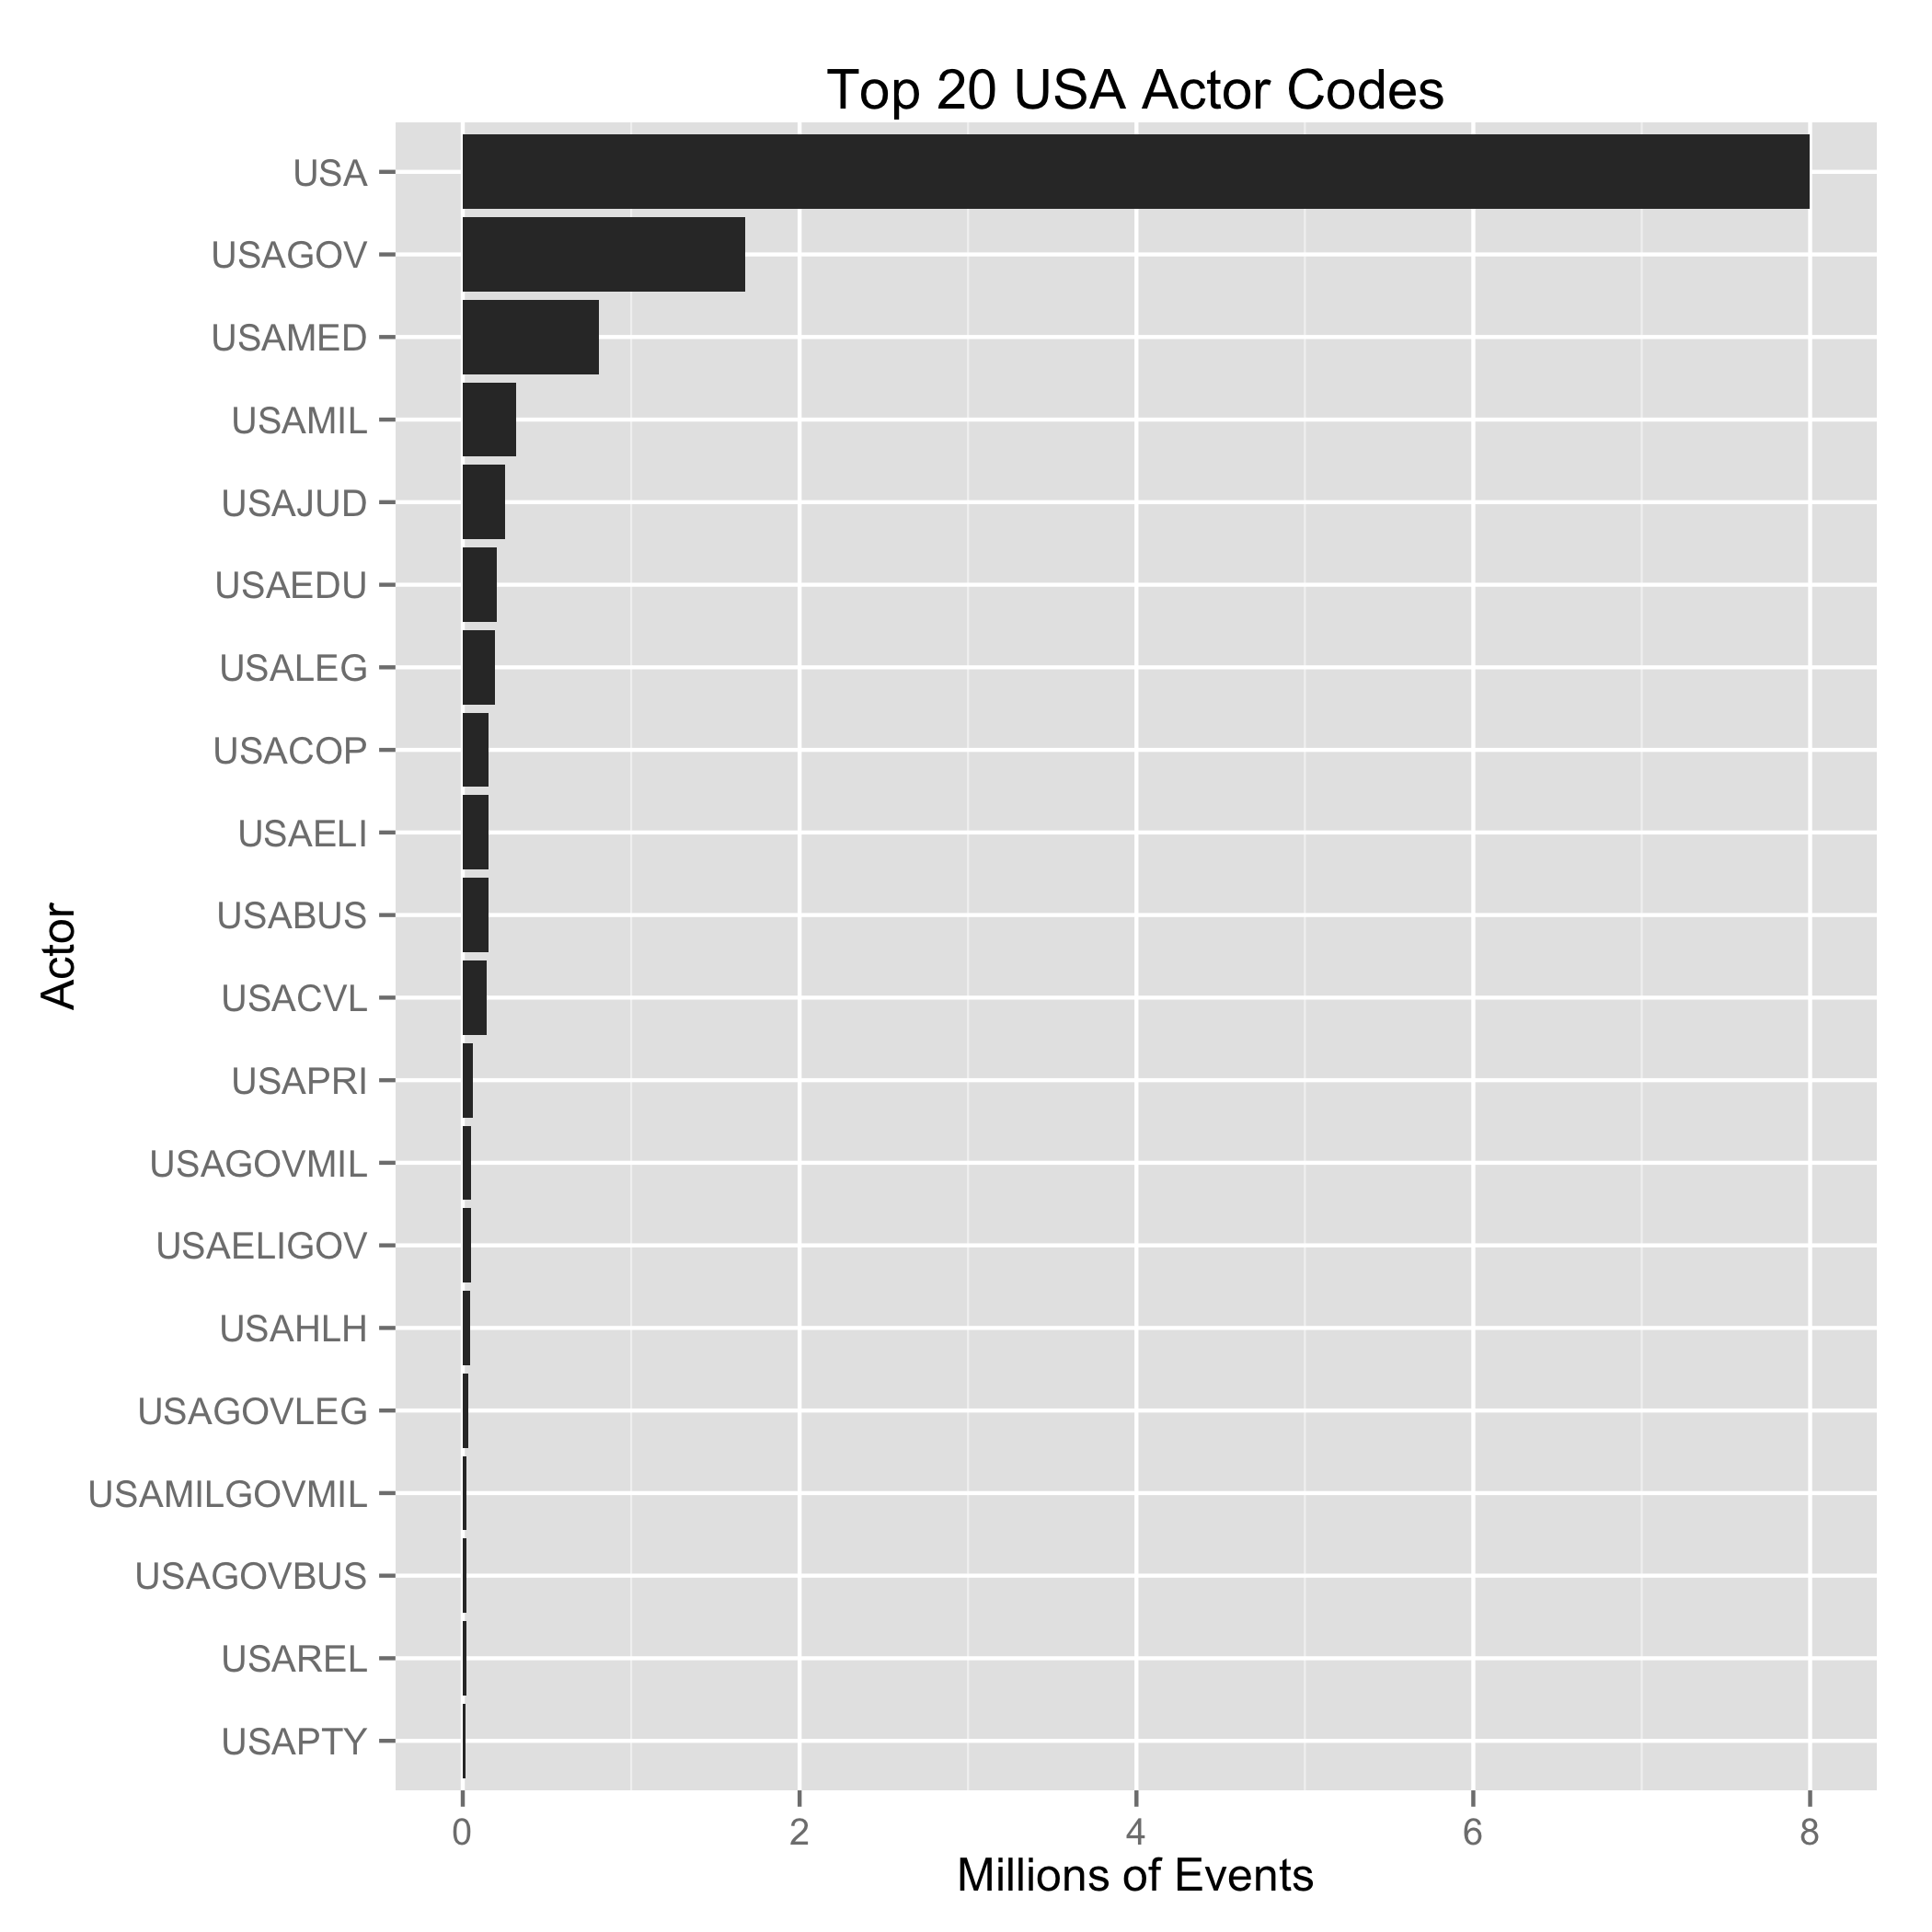 Top 20 USA Actor Codes
USA
USAGOV
USAMED
USAMIL
USAJUD
USAEDU
USALEG
USACOP
USAELI
USABUS
USACVL
USAPRI
USAGOVMIL
USAELIGOV
USAHLH
USAGOVLEG
USAMILGOVMIL
USAGOVBUS
USAREL
USAPTY
Actor
0 2 4 6 8
Millions of Events